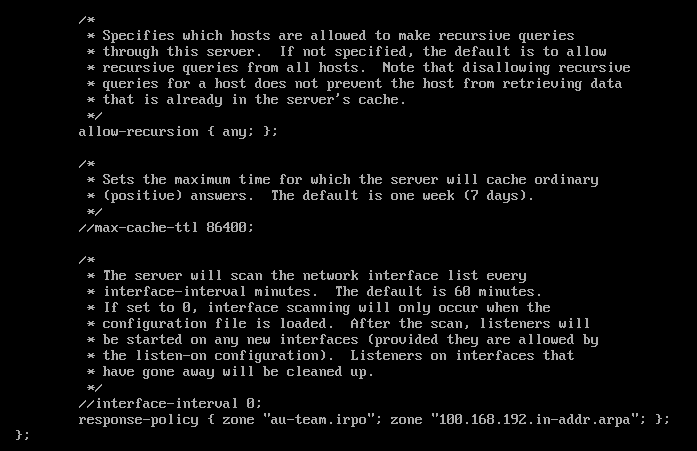 /*
 * Specifies which hosts are allowed to make recursive queries
 * through this server.  If not specified, the default is to allow
 * recursive queries from all hosts.  Note that disallowing recursive
 * queries for a host does not prevent the host from retrieving data
 * that is already in the server's cache.
 */
allow-recursion { any; };

/*
 * Sets the maximum time for which the server will cache ordinary
 * (positive) answers.  The default is one week (7 days).
 */
//max-cache-ttl 86400;

/*
 * The server will scan the network interface list every
 * interface-interval minutes.  The default is 60 minutes.
 * If set to 0, interface scanning will only occur when the
 * configuration file is loaded.  After the scan, listeners will
 * be started on any new interfaces (provided they are allowed by
 * the listen-on configuration).  Listeners on interfaces that
 * have gone away will be cleaned up.
 */
//interface-interval 0;
response-policy { zone "au-team.irpo"; zone "100.168.192.in-addr.arpa"; };
};